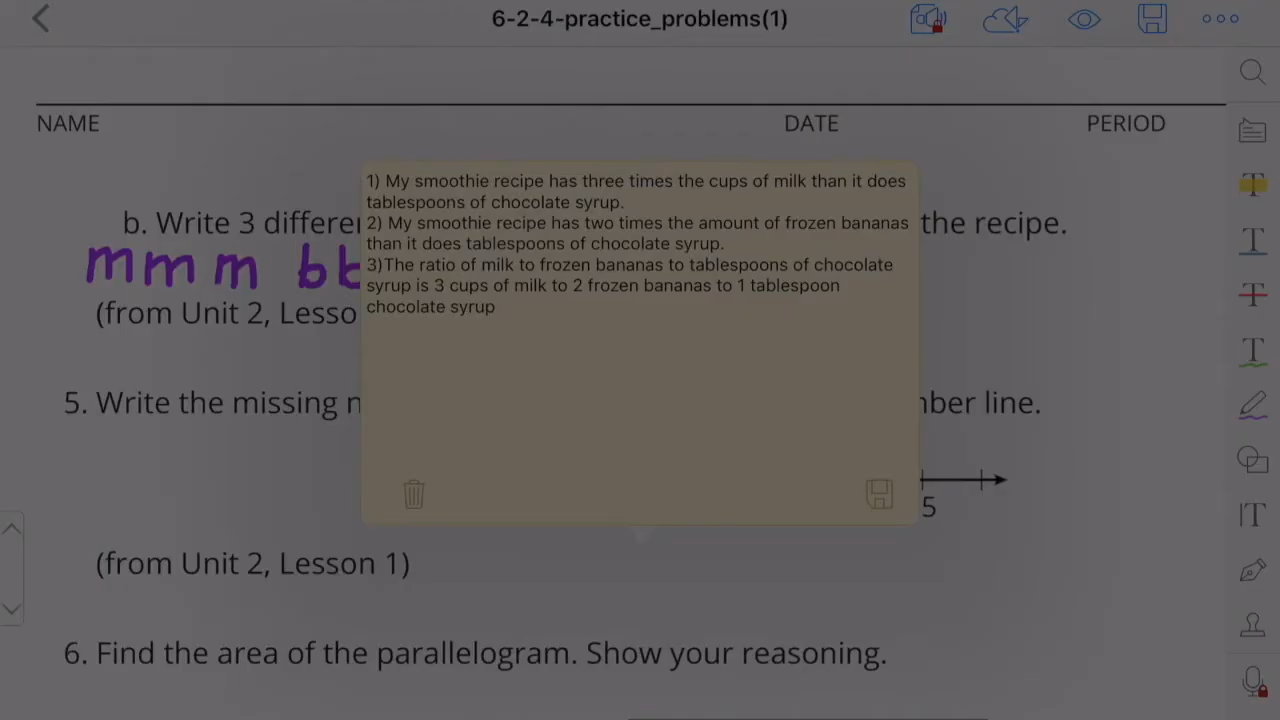 6-2-4-practice_problems(1)
NAME DATE PERIOD
b. Write 3 differen the recipe.
m m m b b
(from Unit 2, Lesso
1) My smoothie recipe has three times the cups of milk than it does
tablespoons of chocolate syrup.
2) My smoothie recipe has two times the amount of frozen bananas
than it does tablespoons of chocolate syrup.
3)The ratio of milk to frozen bananas to tablespoons of chocolate
syrup is 3 cups of milk to 2 frozen bananas to 1 tablespoon
chocolate syrup
5. Write the missing n ber line.
5
(from Unit 2, Lesson 1)
6. Find the area of the parallelogram. Show your reasoning.